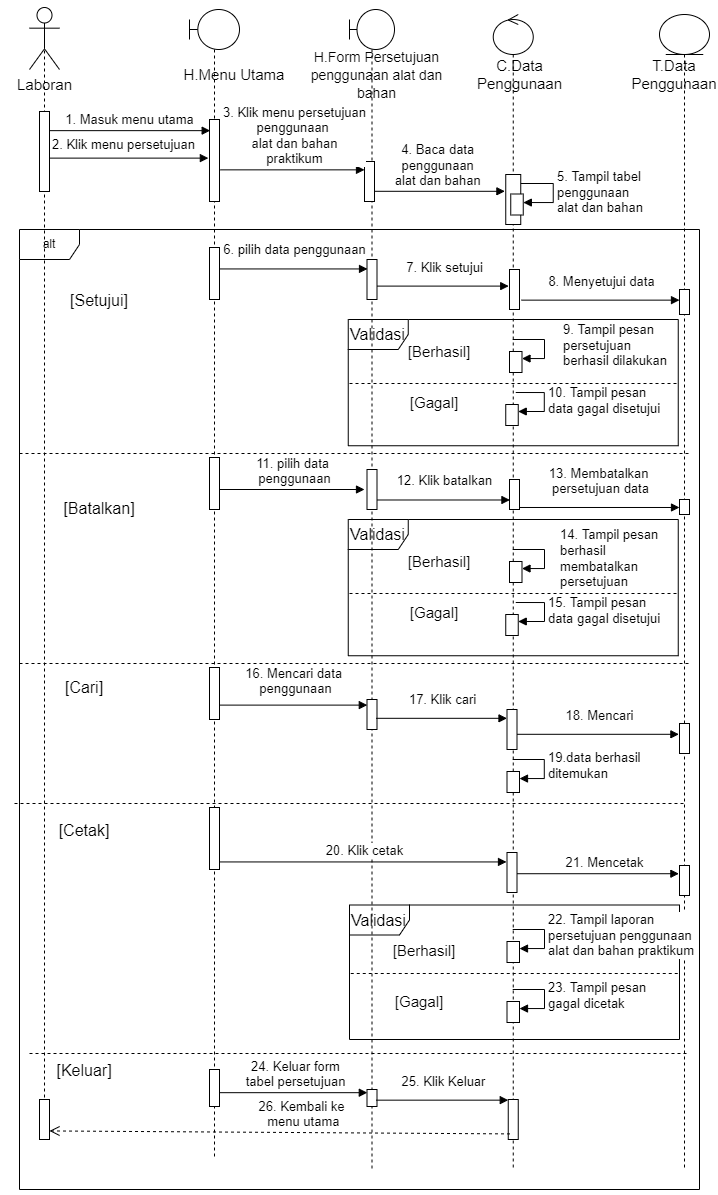 Laboran
H.Menu Utama
H.Form Persetujuan
penggunaan alat dan
bahan
C.Data
Penggunaan
T.Data
Penggunaan
1. Masuk menu utama
2. Klik menu persetujuan
3. Klik menu persetujuan
penggunaan
alat dan bahan
praktikum
4. Baca data
penggunaan
alat dan bahan
5. Tampil tabel
penggunaan
alat dan bahan
alt
[Setujui]
6. pilih data penggunaan
7. Klik setujui
8. Menyetujui data
Validasi
[Berhasil]
9. Tampil pesan
persetujuan
berhasil dilakukan
[Gagal]
10. Tampil pesan
data gagal disetujui
[Batalkan]
11. pilih data
penggunaan
12. Klik batalkan
13. Membatalkan
persetujuan data
Validasi
[Berhasil]
14. Tampil pesan
berhasil
membatalkan
persetujuan
[Gagal]
15. Tampil pesan
data gagal disetujui
[Cari]
16. Mencari data
penggunaan
17. Klik cari
18. Mencari
19.data berhasil
ditemukan
[Cetak]
20. Klik cetak
21. Mencetak
Validasi
[Berhasil]
22. Tampil laporan
persetujuan penggunaan
alat dan bahan praktikum
[Gagal]
23. Tampil pesan
gagal dicetak
[Keluar]
24. Keluar form
tabel persetujuan
25. Klik Keluar
26. Kembali ke
menu utama